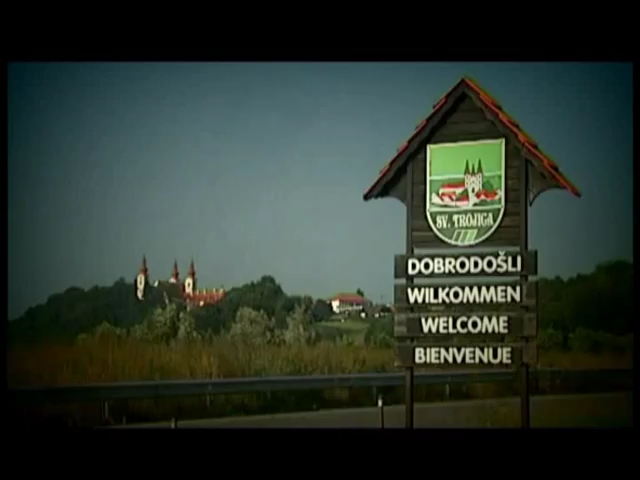 SV. TROJICA
DOBRODOŠLI
WILKOMMEN
WELCOME
BIENVENUE